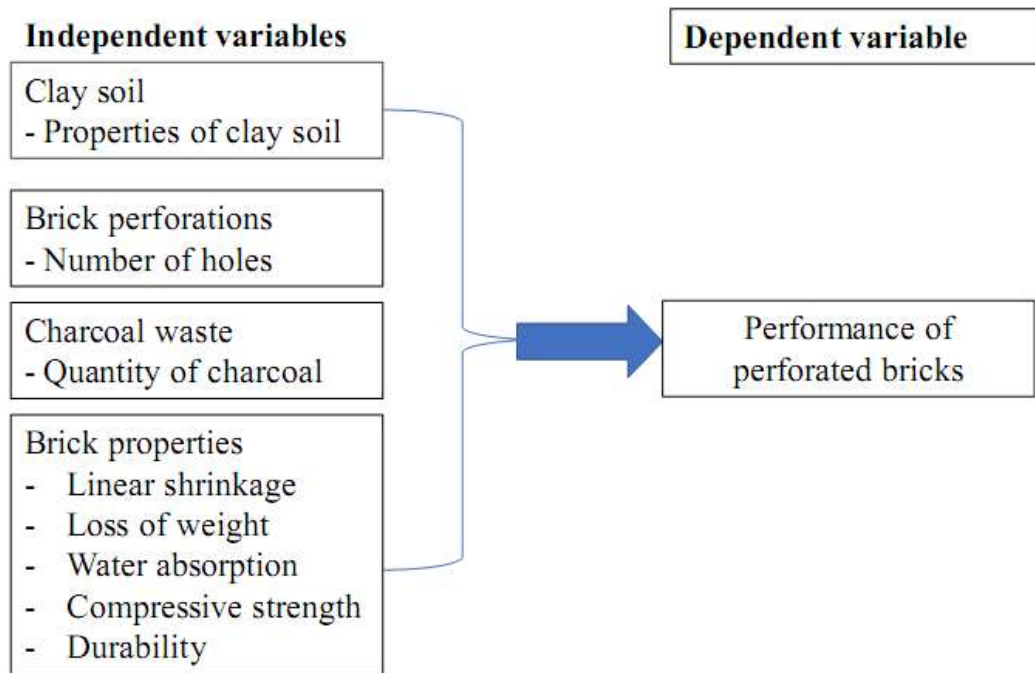 Independent variables
Clay soil
- Properties of clay soil
Brick perforations
- Number of holes
Charcoal waste
- Quantity of charcoal
Brick properties
- Linear shrinkage
- Loss of weight
- Water absorption
- Compressive strength
- Durability
Dependent variable
Performance of
perforated bricks